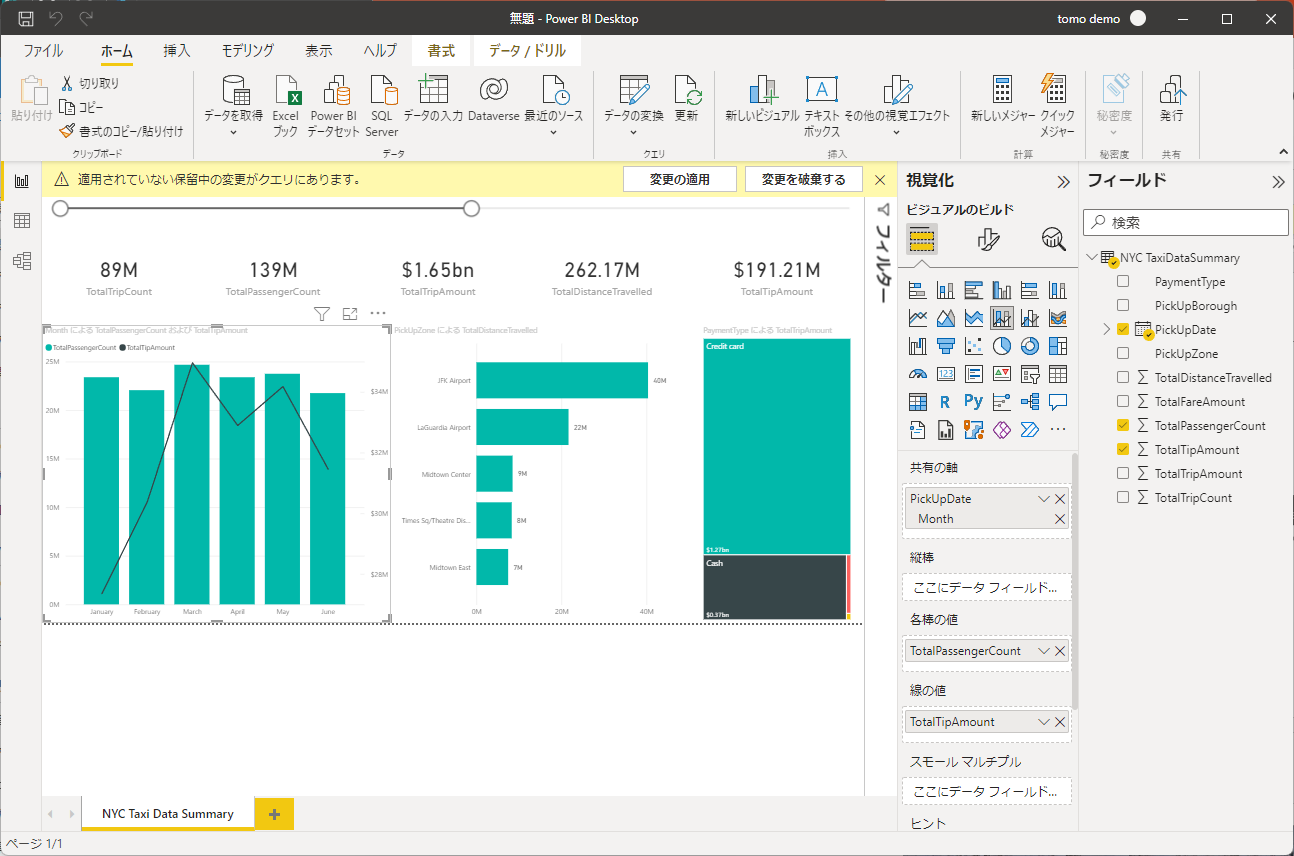 無題 - Power BI Desktop
tomo demo
ファイル ホーム 挿入 モデリング 表示 ヘルプ 書式 データ / ドリル
貼り付け
切り取り
コピー
書式のコピー/貼り付け
クリップボード
データを取得
Excel
ブック
Power BI
データセット
SQL
Server
データの入力
Dataverse
最近のソース
データ
データの変換
更新
クエリ
新しいビジュアル
テキスト
ボックス
その他の視覚エフェクト
挿入
新しいメジャー
クイック
メジャー
計算
秘密度
秘密度
発行
共有
適用されていない保留中の変更がクエリにあります。
変更の適用
変更を破棄する
89M
TotalTripCount
139M
TotalPassengerCount
$1.65bn
TotalTripAmount
262.17M
TotalDistanceTravelled
$191.21M
TotalTipAmount
Month による TotalPassengerCount および TotalTipAmount
TotalPassengerCount TotalTipAmount
25M
20M
15M
10M
5M
0M
$34M
$32M
$30M
$28M
January February March April May June
PickUpZone による TotalDistanceTravelled
JFK Airport 40M
LaGuardia Airport 22M
Midtown Center 9M
Times Sq/Theatre Dis... 8M
Midtown East 7M
0M 20M 40M
PaymentType による TotalTripAmount
Credit card
$1.27bn
Cash
$0.37bn
フィルター
視覚化
ビジュアルのビルド
123
R
Py
共有の軸
PickUpDate
Month
縦棒
ここにデータ フィールド...
各棒の値
TotalPassengerCount
線の値
TotalTipAmount
スモール マルチプル
ここにデータ フィールド...
ヒント
フィールド
検索
NYC TaxiDataSummary
PaymentType
PickUpBorough
PickUpDate
PickUpZone
TotalDistanceTravelled
TotalFareAmount
TotalPassengerCount
TotalTipAmount
TotalTripAmount
TotalTripCount
NYC Taxi Data Summary
ページ 1/1